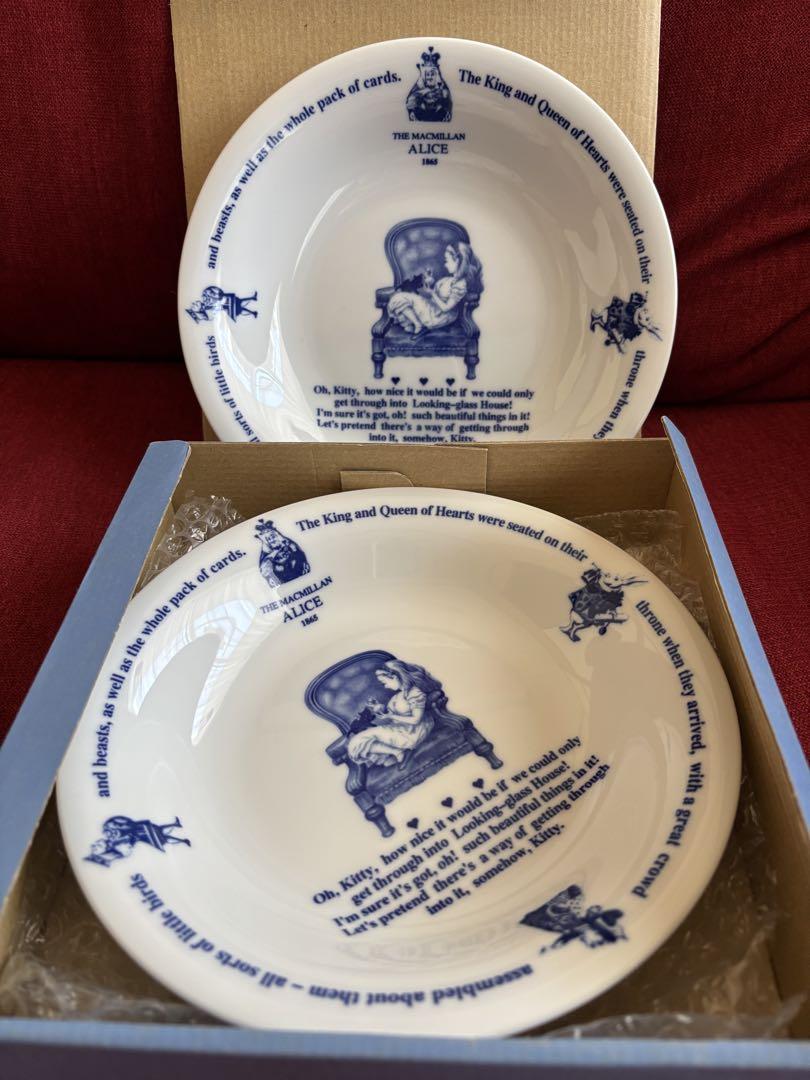 The King and Queen of Hearts were seated on their
throne when they
sorts of little birds
and beasts, as well as the whole pack of cards.
THE MACMILLAN
ALICE
1865
Oh, Kitty, how nice it would be if we could only
get through into Looking-glass House!
I'm sure it's got, oh! such beautiful things in it!
Let's pretend there's a way of getting through
into it, somehow, Kitty.
The King and Queen of Hearts were seated on their
throne when they arrived, with a great crowd
assembled about them – all sorts of little birds
and beasts, as well as the whole pack of cards.
THE MACMILLAN
ALICE
1865
Oh, Kitty, how nice it would be if we could only
get through into Looking-glass House!
I'm sure it's got, oh! such beautiful things in it!
Let's pretend there's a way of getting through
into it, somehow, Kitty.